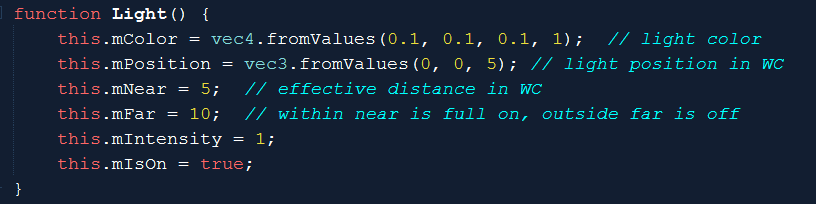 function Light() {
    this.mColor = vec4.fromValues(0.1, 0.1, 0.1, 1);  // light color
    this.mPosition = vec3.fromValues(0, 0, 5); // light position in WC
    this.mNear = 5;  // effective distance in WC
    this.mFar = 10;  // within near is full on, outside far is off
    this.mIntensity = 1;
    this.mIsOn = true;
}